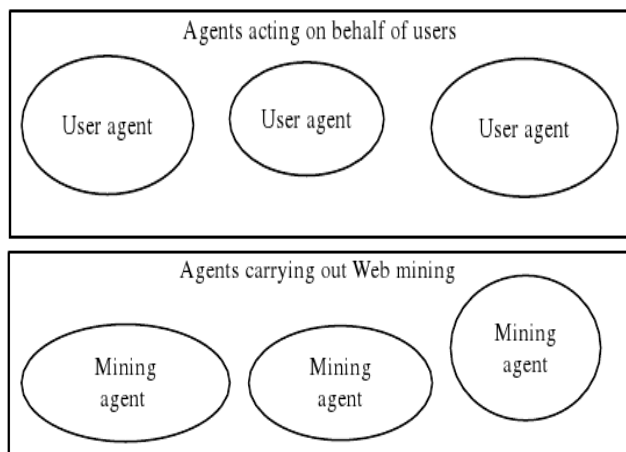 Agents acting on behalf of users
User agent
User agent
User agent
Agents carrying out Web mining
Mining
agent
Mining
agent
Mining
agent